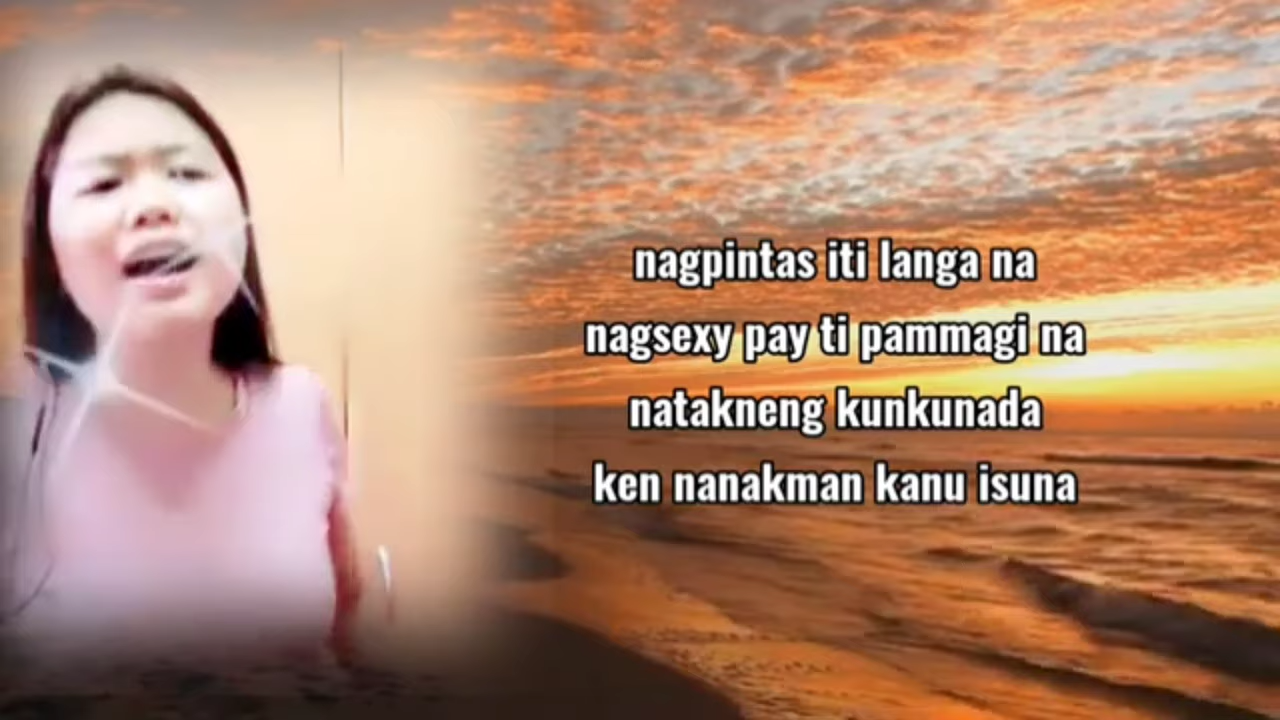 nagpintas iti langa na
nagsexy pay ti pammagi na
natakneng kunkunada
ken nanakman kanu isuna